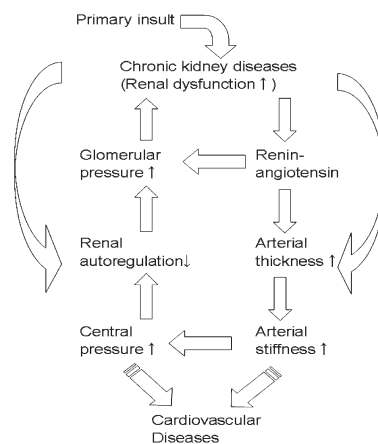 Primary insult
Chronic kidney diseases
(Renal dysfunction ↑)
Glomerular
pressure ↑
Renin-
angiotensin
Renal
autoregulation↓
Arterial
thickness ↑
Central
pressure ↑
Arterial
stiffness ↑
Cardiovascular
Diseases